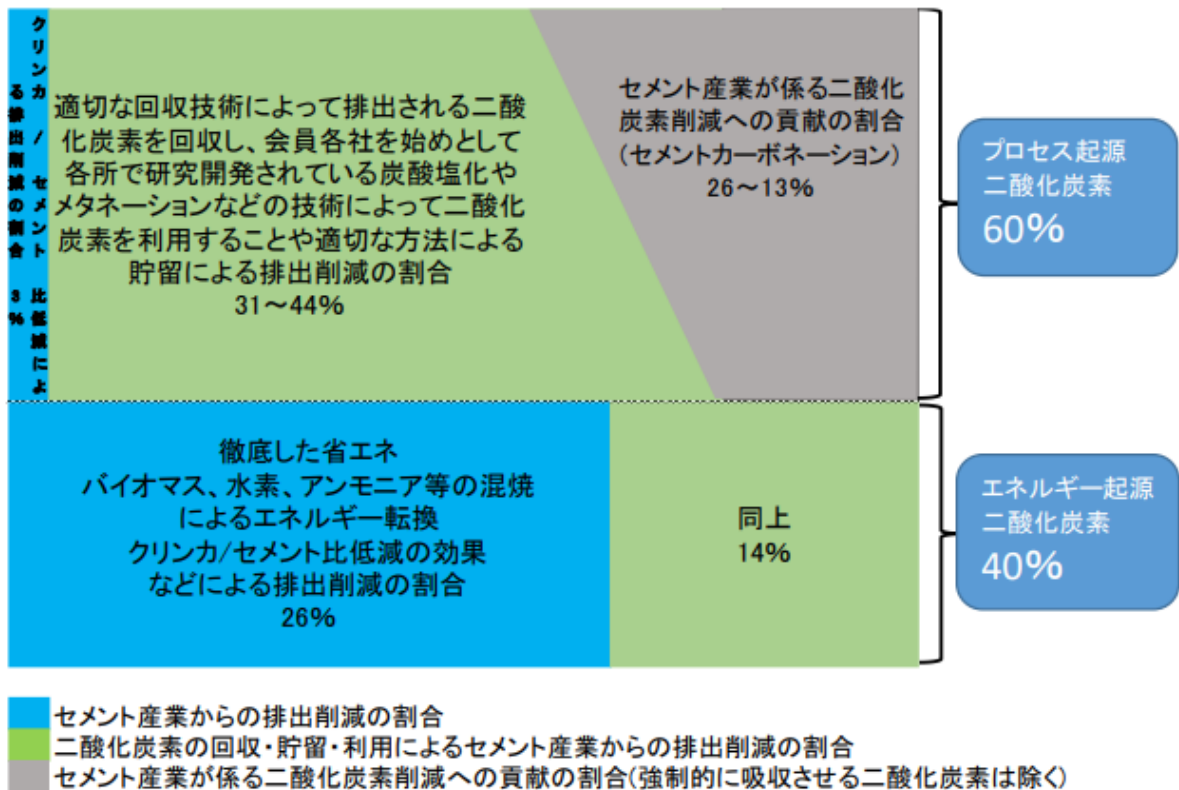 クリンカ/セメント比低減によ
る排出削減の割合 3%
適切な回収技術によって排出される二酸
化炭素を回収し、会員各社を始めとして
各所で研究開発されている炭酸塩化や
メタネーションなどの技術によって二酸化
炭素を利用することや適切な方法による
貯留による排出削減の割合
31～44%
セメント産業が係る二酸化
炭素削減への貢献の割合
(セメントカーボネーション)
26～13%
プロセス起源
二酸化炭素
60%
徹底した省エネ
バイオマス、水素、アンモニア等の混焼
によるエネルギー転換
クリンカ/セメント比低減の効果
などによる排出削減の割合
26%
同上
14%
エネルギー起源
二酸化炭素
40%
セメント産業からの排出削減の割合
二酸化炭素の回収・貯留・利用によるセメント産業からの排出削減の割合
セメント産業が係る二酸化炭素削減への貢献の割合(強制的に吸収させる二酸化炭素は除く)